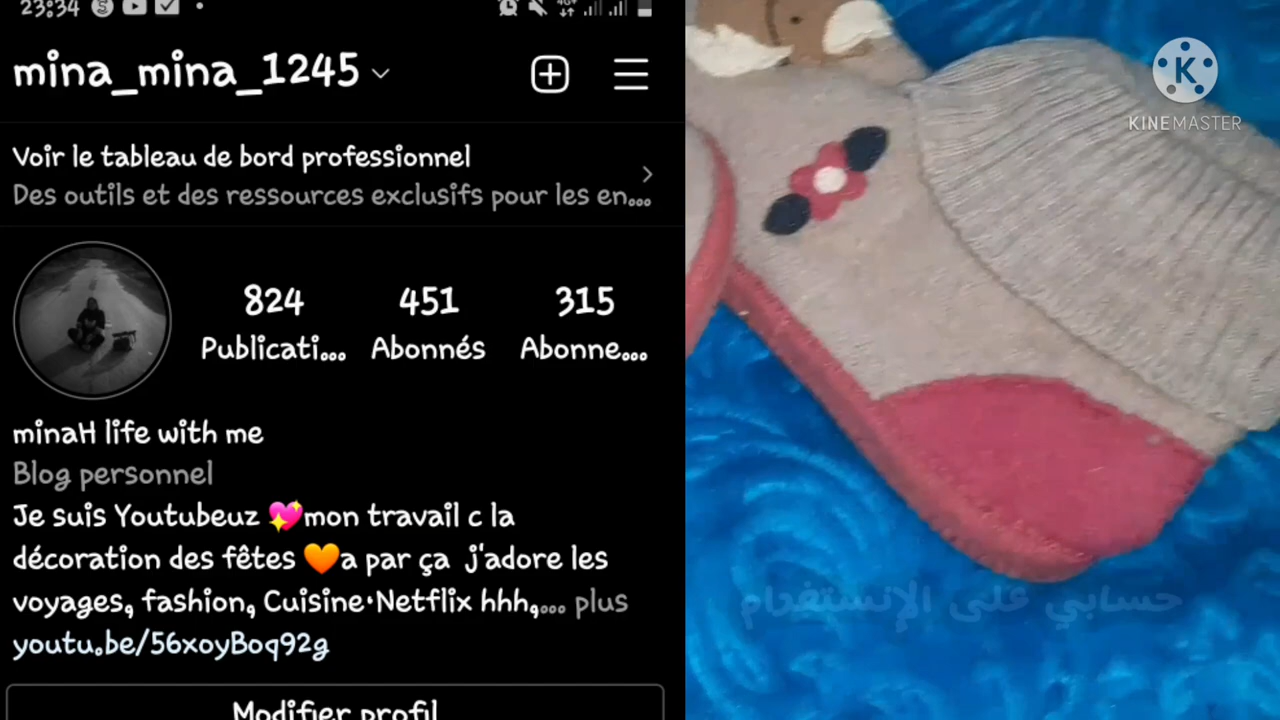 23:34
mina_mina_1245
Voir le tableau de bord professionnel
Des outils et des ressources exclusifs pour les en...
824
451
315
Publicati...
Abonnés
Abonne...
minaH life with me
Blog personnel
Je suis Youtubeuz 💖mon travail c la
décoration des fêtes 🧡a par ça j'adore les
voyages, fashion, Cuisine•Netflix hhh,... plus
youtu.be/56xoyBoq92g
Modifier profil
K
KINEMASTER
حسابي على الإنستغدام